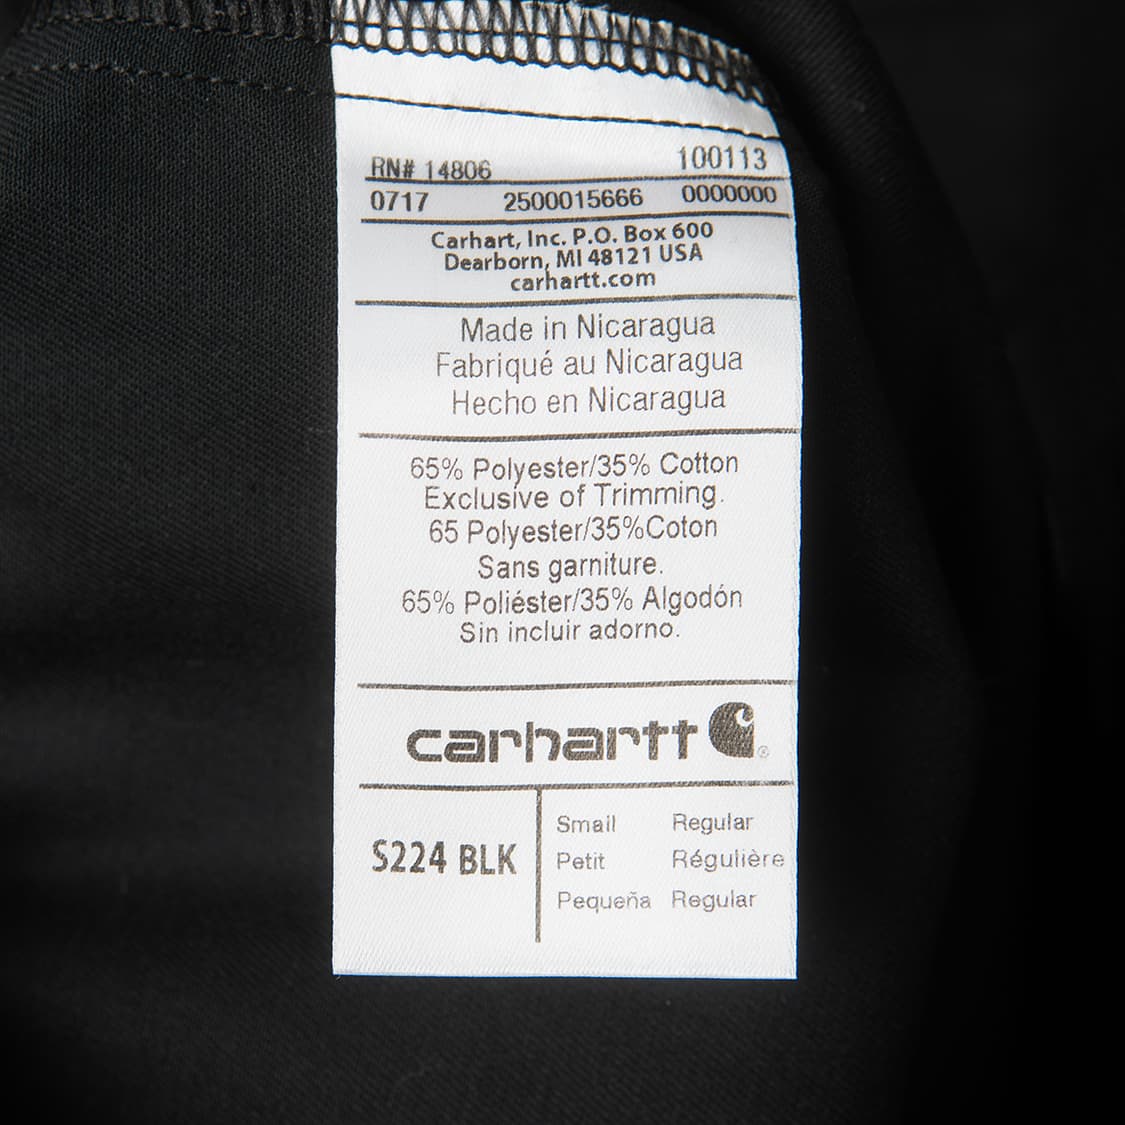 RN# 14806 100113
0717 2500015666 0000000
Carhart, Inc. P.O. Box 600
Dearborn, MI 48121 USA
carhartt.com
Made in Nicaragua
Fabriqué au Nicaragua
Hecho en Nicaragua
65% Polyester/35% Cotton
Exclusive of Trimming.
65 Polyester/35%Coton
Sans garniture.
65% Poliéster/35% Algodón
Sin incluir adorno.
carhartt ®
S224 BLK
Small Regular
Petit Régulière
Pequeña Regular